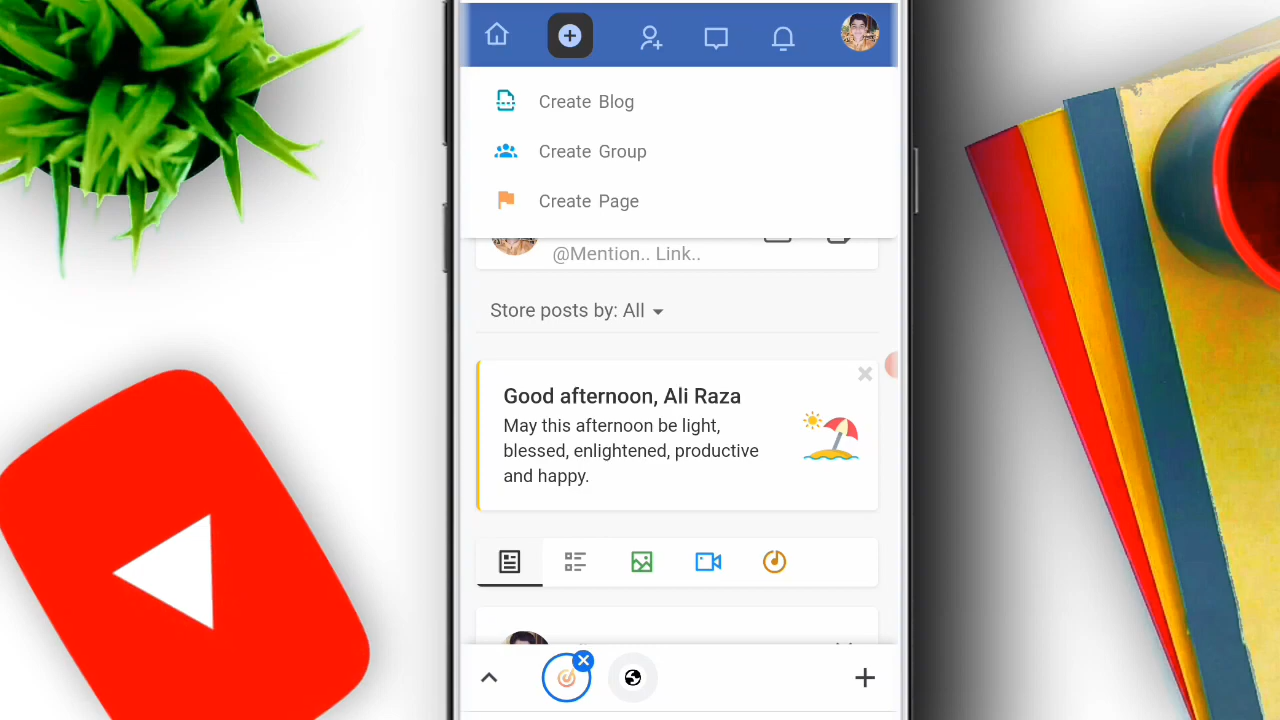 Create Blog
Create Group
Create Page
@Mention.. Link..
Store posts by: All
Good afternoon, Ali Raza
May this afternoon be light,
blessed, enlightened, productive
and happy.